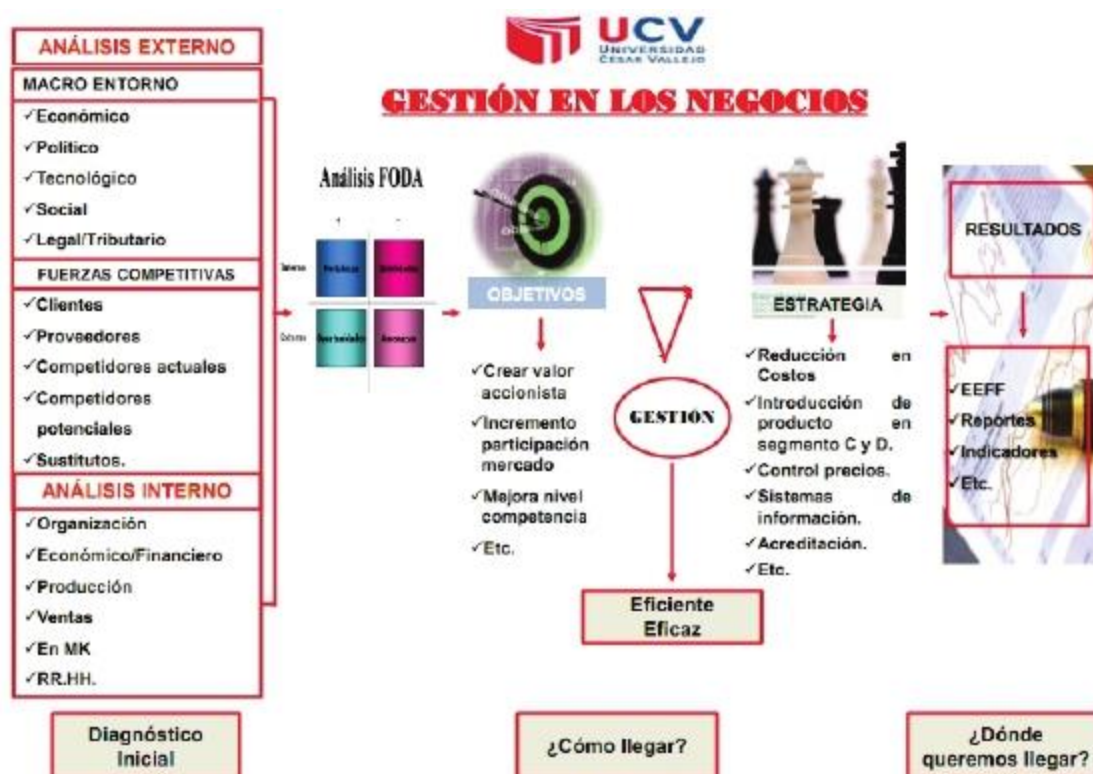 UCV
UNIVERSIDAD
CÉSAR VALLEJO
GESTIÓN EN LOS NEGOCIOS
ANÁLISIS EXTERNO
MACRO ENTORNO
✓Económico
✓Político
✓Tecnológico
✓Social
✓Legal/Tributario
FUERZAS COMPETITIVAS
✓Clientes
✓Proveedores
✓Competidores actuales
✓Competidores
potenciales
✓Sustitutos.
ANÁLISIS INTERNO
✓Organización
✓Económico/Financiero
✓Producción
✓Ventas
✓En MK
✓RR.HH.
Diagnóstico
Inicial
Análisis FODA
Oportunidades
OBJETIVOS
✓Crear valor
accionista
✓Incremento
participación
mercado
✓Mejora nivel
competencia
✓Etc.
GESTIÓN
Eficiente
Eficaz
¿Cómo llegar?
ESTRATEGIA
✓Reducción en
Costos
✓Introducción de
producto en
segmento C y D.
✓Control precios.
✓Sistemas de
información.
✓Acreditación.
✓Etc.
RESULTADOS
✓EEFF
✓Reportes
✓Indicadores
✓Etc.
¿Dónde
queremos llegar?